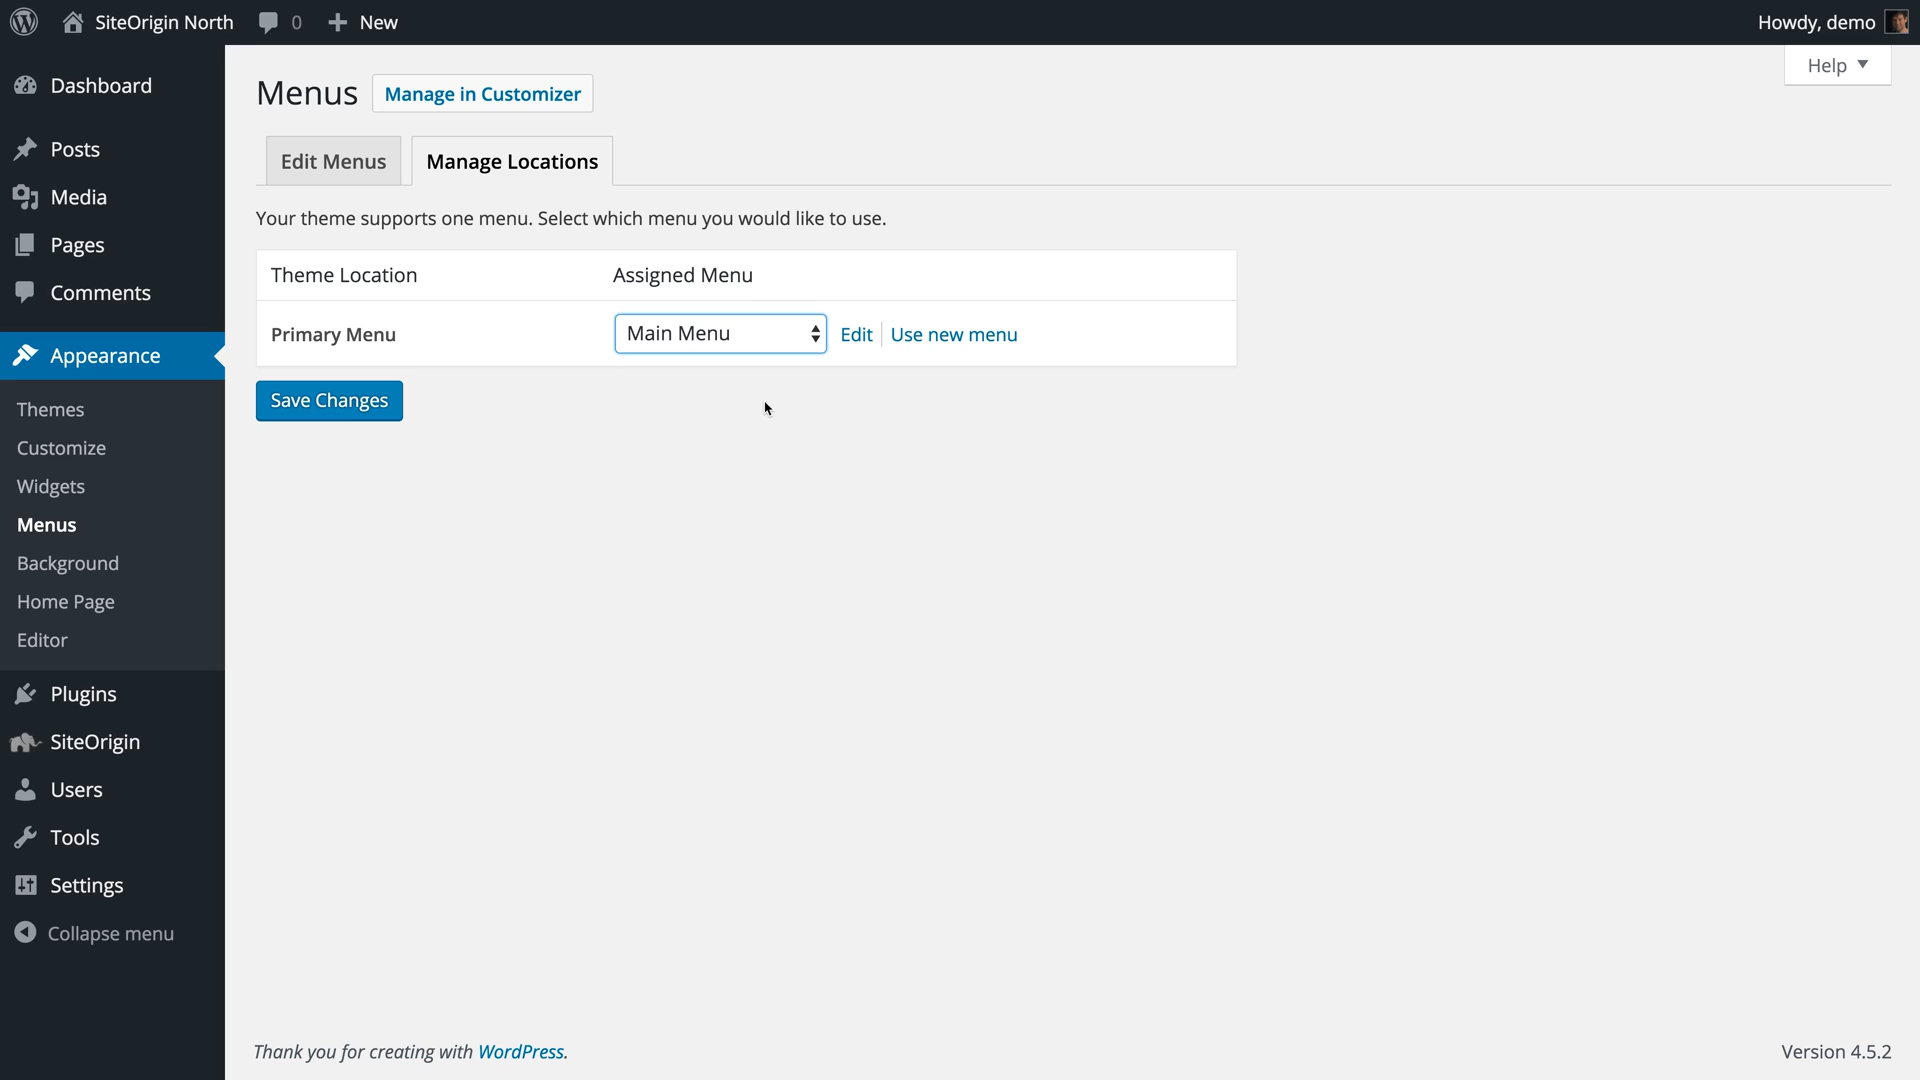 SiteOrigin North 0 New Howdy, demo
Help
Dashboard
Posts
Media
Pages
Comments
Appearance
Themes
Customize
Widgets
Menus
Background
Home Page
Editor
Plugins
SiteOrigin
Users
Tools
Settings
Collapse menu
Menus Manage in Customizer
Edit Menus Manage Locations
Your theme supports one menu. Select which menu you would like to use.
Theme Location Assigned Menu
Primary Menu Main Menu Edit Use new menu
Save Changes
Thank you for creating with WordPress. Version 4.5.2